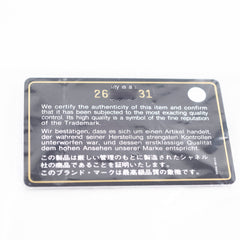 26 31
We certify the authenticity of this item and confirm
that it has been subjected to the most exacting quality
control. Its high quality is a symbol of the fine reputation
of the Trademark.
Wir bestätigen, dass es sich um einen Artikel handelt,
der während seiner Herstellung strengsten Kontrollen
unterworfen war, und dessen erstklassige Qualität
dem hohen Ansehen unserer Marke entspricht.
この製品は厳しい管理のもとに製造されたシャネル
社の商品であることを証明いたします。
このブランド・マークは最高級品質の象徴です。